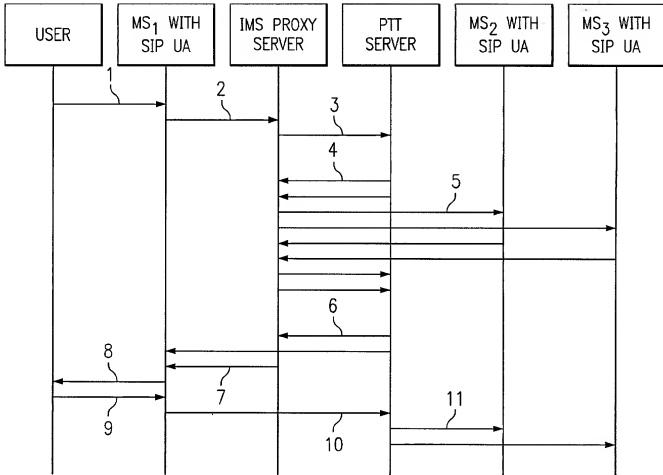 USER
MS1 WITH
SIP UA
IMS PROXY
SERVER
PTT
SERVER
MS2 WITH
SIP UA
MS3 WITH
SIP UA
1
2
3
4
5
6
7
8
9
10
11